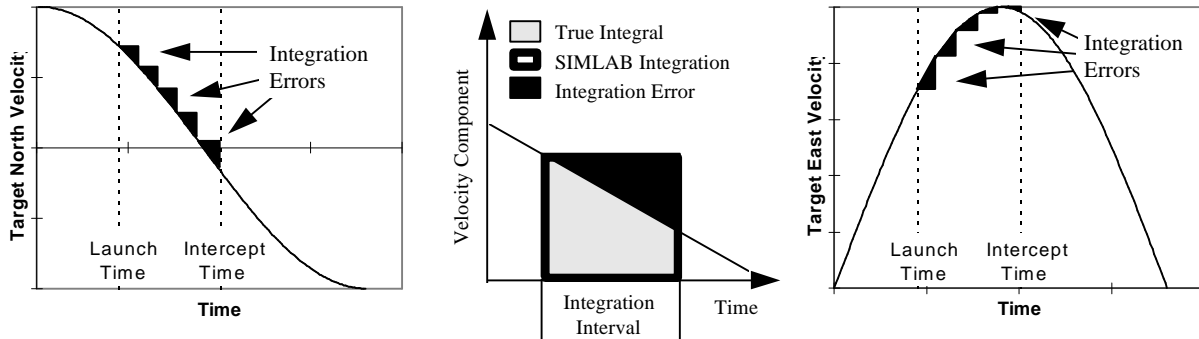 Target North Velocit
Integration
Errors
Launch
Time
Intercept
Time
Time
True Integral
SIMLAB Integration
Integration Error
Velocity Component
Integration
Interval
Time
Target East Velocit
Integration
Errors
Launch
Time
Intercept
Time
Time